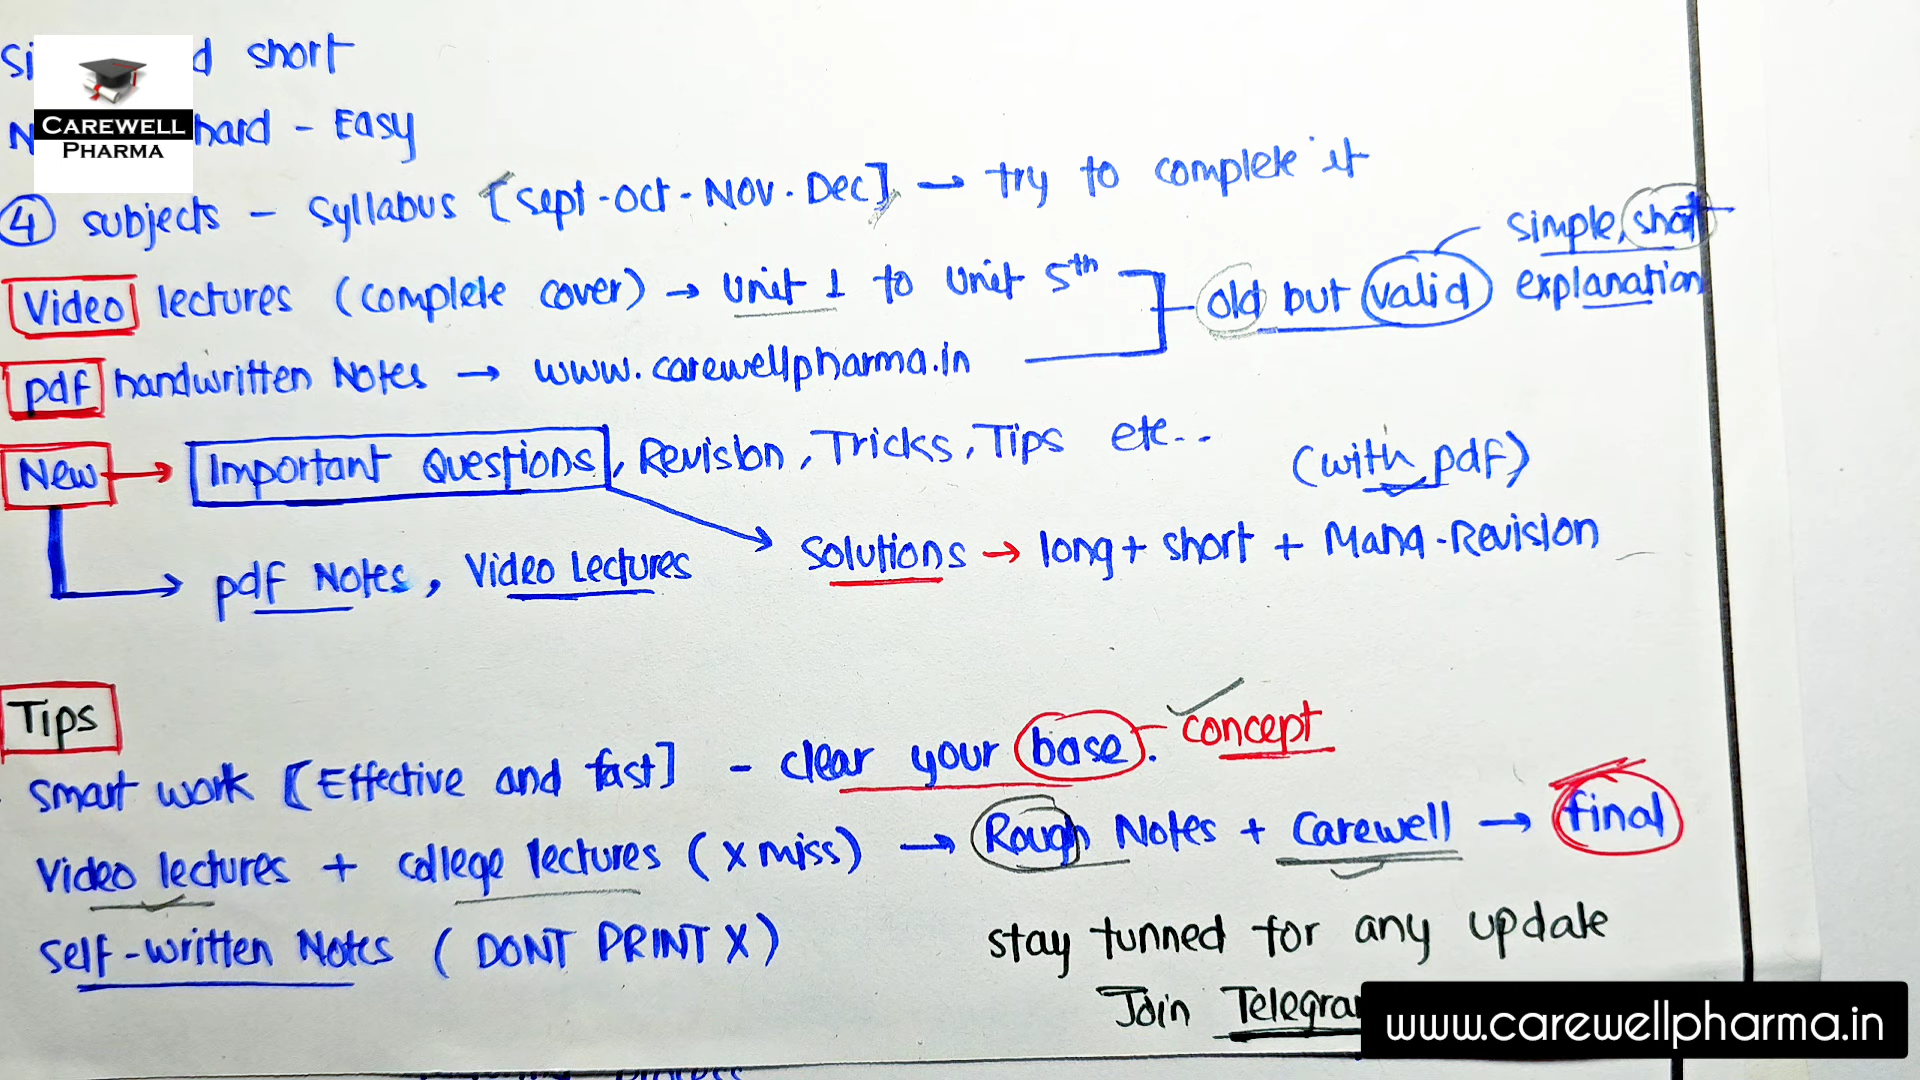 short
hard - Easy
④ subjects - Syllabus [Sept-Oct-Nov-Dec] → try to complete it
Video lectures (complete cover) → Unit 1 to Unit 5th
old but valid
simple, short
explanation
pdf handwritten Notes → www.carewellpharma.in
New → Important Questions, Revision, Tricks, Tips etc..
(with pdf)
Solutions → long + short + Maha-Revision
pdf Notes, Video Lectures
Tips
Smart work [Effective and fast] - clear your base. concept
Video lectures + college lectures (x miss) → Rough Notes + Carewell → final
Self-written Notes (DONT PRINT X)
stay tunned for any update
Join
CAREWELL
PHARMA
www.carewellpharma.in